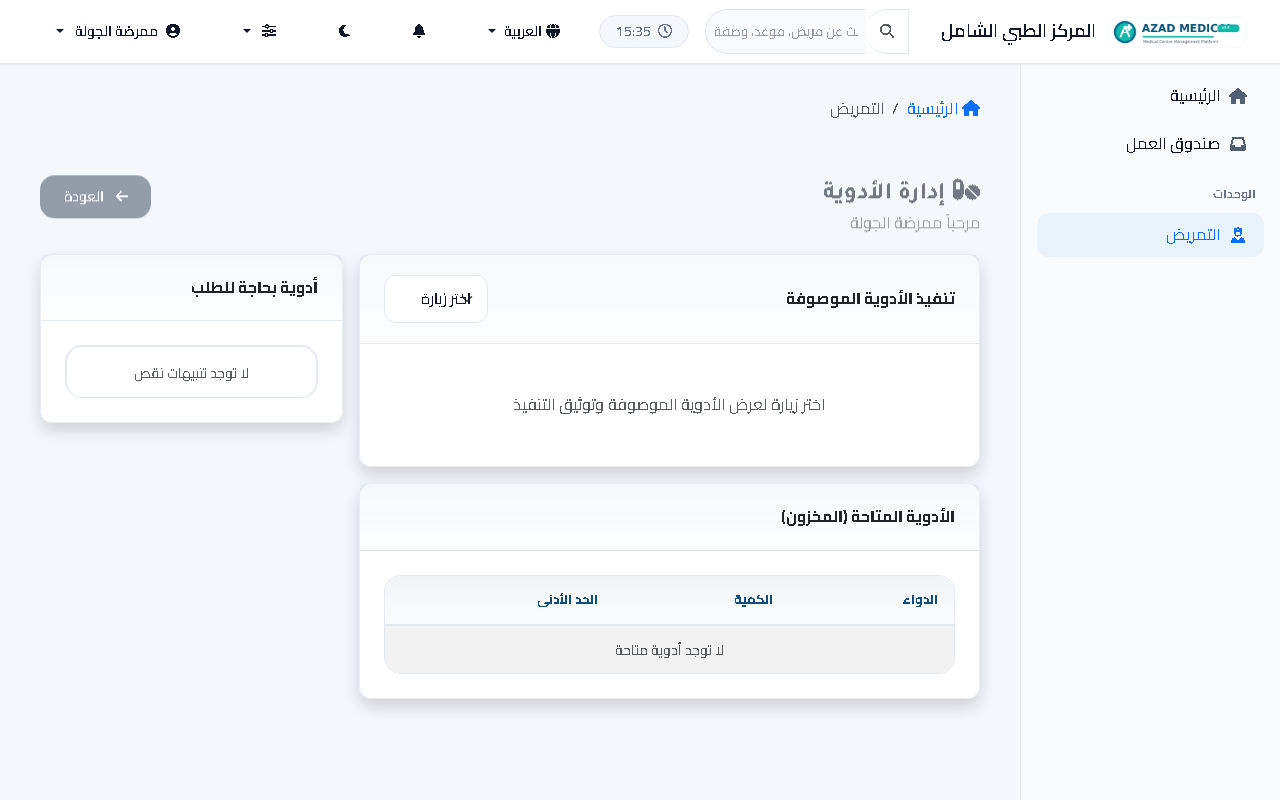 AZAD MEDIC
Medical Centre Management Platform
المركز الطبي الشامل
ث عن مريض، موعد، وصفة
15:35
العربية
ممرضة الجولة
الرئيسية
صندوق العمل
الوحدات
التمريض
الرئيسية / التمريض
إدارة الأدوية
مرحباً ممرضة الجولة
العودة
تنفيذ الأدوية الموصوفة
اختر زيارة
اختر زيارة لعرض الأدوية الموصوفة وتوثيق التنفيذ
أدوية بحاجة للطلب
لا توجد تنبيهات نقص
الأدوية المتاحة (المخزون)
الدواء الكمية الحد الأدنى
لا توجد أدوية متاحة